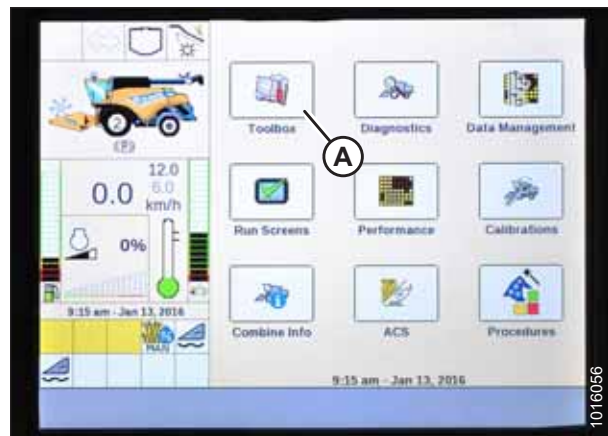 2
(P)
12.0
0.0
6.0
km/h
0%
9:15 am - Jan 13, 2016
MAN
Toolbox
Diagnostics
Data Management
A
Run Screens
Performance
Calibrations
Combine Info
ACS
Procedures
9:15 am - Jan 13, 2016
1016056